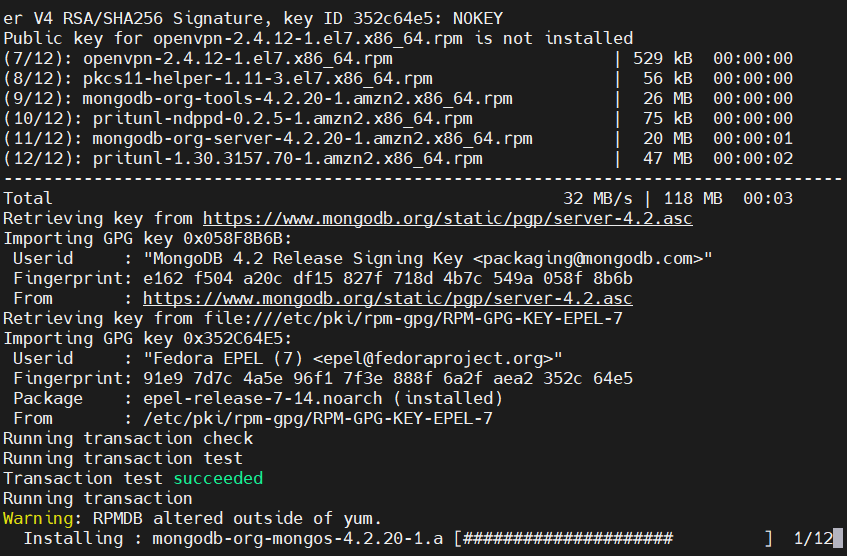 er V4 RSA/SHA256 Signature, key ID 352c64e5: NOKEY
Public key for openvpn-2.4.12-1.el7.x86_64.rpm is not installed
(7/12): openvpn-2.4.12-1.el7.x86_64.rpm | 529 kB 00:00:00
(8/12): pkcs11-helper-1.11-3.el7.x86_64.rpm | 56 kB 00:00:00
(9/12): mongodb-org-tools-4.2.20-1.amzn2.x86_64.rpm | 26 MB 00:00:00
(10/12): pritunl-ndppd-0.2.5-1.amzn2.x86_64.rpm | 75 kB 00:00:00
(11/12): mongodb-org-server-4.2.20-1.amzn2.x86_64.rpm | 20 MB 00:00:01
(12/12): pritunl-1.30.3157.70-1.amzn2.x86_64.rpm | 47 MB 00:00:02
--------------------------------------------------------------------------------
Total 32 MB/s | 118 MB 00:03
Retrieving key from https://www.mongodb.org/static/pgp/server-4.2.asc
Importing GPG key 0x058F8B6B:
Userid : "MongoDB 4.2 Release Signing Key <packaging@mongodb.com>"
Fingerprint: e162 f504 a20c df15 827f 718d 4b7c 549a 058f 8b6b
From : https://www.mongodb.org/static/pgp/server-4.2.asc
Retrieving key from file:///etc/pki/rpm-gpg/RPM-GPG-KEY-EPEL-7
Importing GPG key 0x352C64E5:
Userid : "Fedora EPEL (7) <epel@fedoraproject.org>"
Fingerprint: 91e9 7d7c 4a5e 96f1 7f3e 888f 6a2f aea2 352c 64e5
Package : epel-release-7-14.noarch (installed)
From : /etc/pki/rpm-gpg/RPM-GPG-KEY-EPEL-7
Running transaction check
Running transaction test
Transaction test succeeded
Running transaction
Warning: RPMDB altered outside of yum.
Installing : mongodb-org-mongos-4.2.20-1.a [##################### ] 1/12